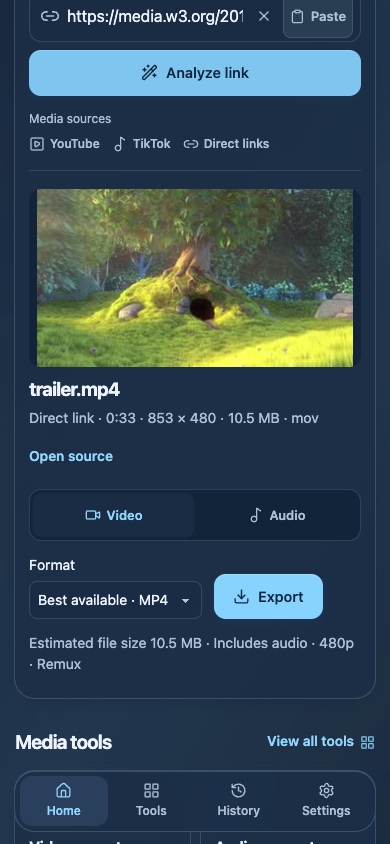 https://media.w3.org/201
Paste
Analyze link
Media sources
YouTube TikTok Direct links
trailer.mp4
Direct link · 0:33 · 853 × 480 · 10.5 MB · mov
Open source
Video Audio
Format
Best available · MP4
Export
Estimated file size 10.5 MB · Includes audio · 480p
· Remux
Media tools
View all tools
Home Tools History Settings